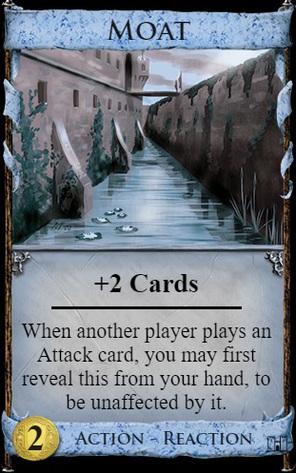 MOAT
+2 Cards
When another player plays an
Attack card, you may first
reveal this from your hand, to
be unaffected by it.
2
ACTION – REACTION